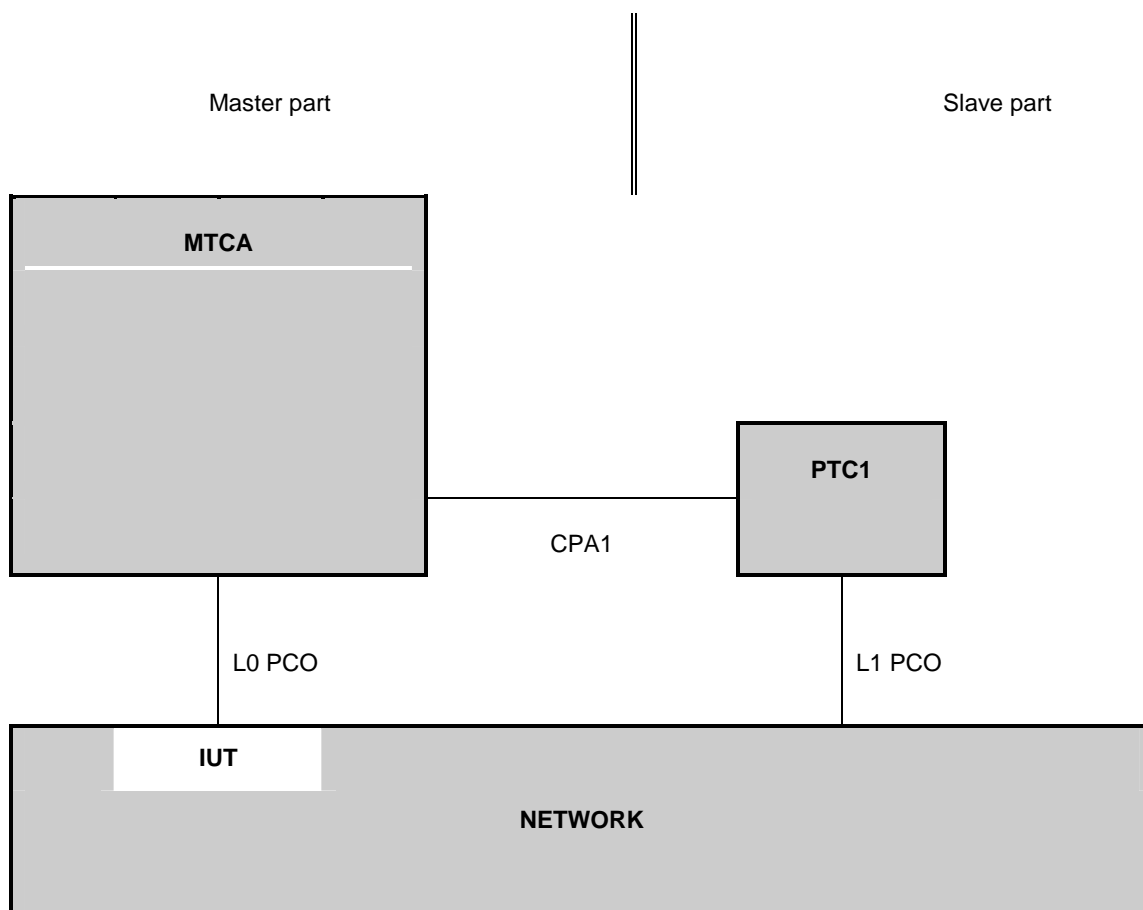 Master part
Slave part
MTCA
PTC1
CPA1
L0 PCO
L1 PCO
IUT
NETWORK